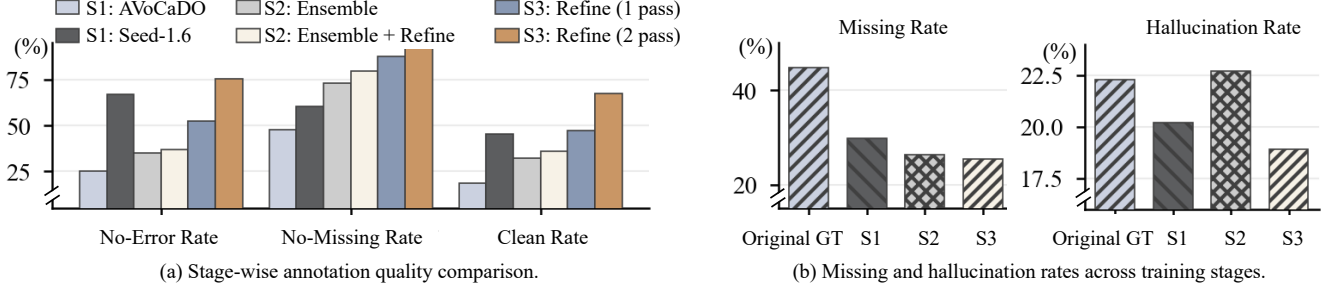 S1: AVoCaDO
S2: Ensemble
S3: Refine (1 pass)
S1: Seed-1.6
S2: Ensemble + Refine
S3: Refine (2 pass)
(%)
75
50
25
No-Error Rate
No-Missing Rate
Clean Rate
(a) Stage-wise annotation quality comparison.
Missing Rate
(%)
40
20
Original GT
S1
S2
S3
Hallucination Rate
(%)
22.5
20.0
17.5
Original GT
S1
S2
S3
(b) Missing and hallucination rates across training stages.